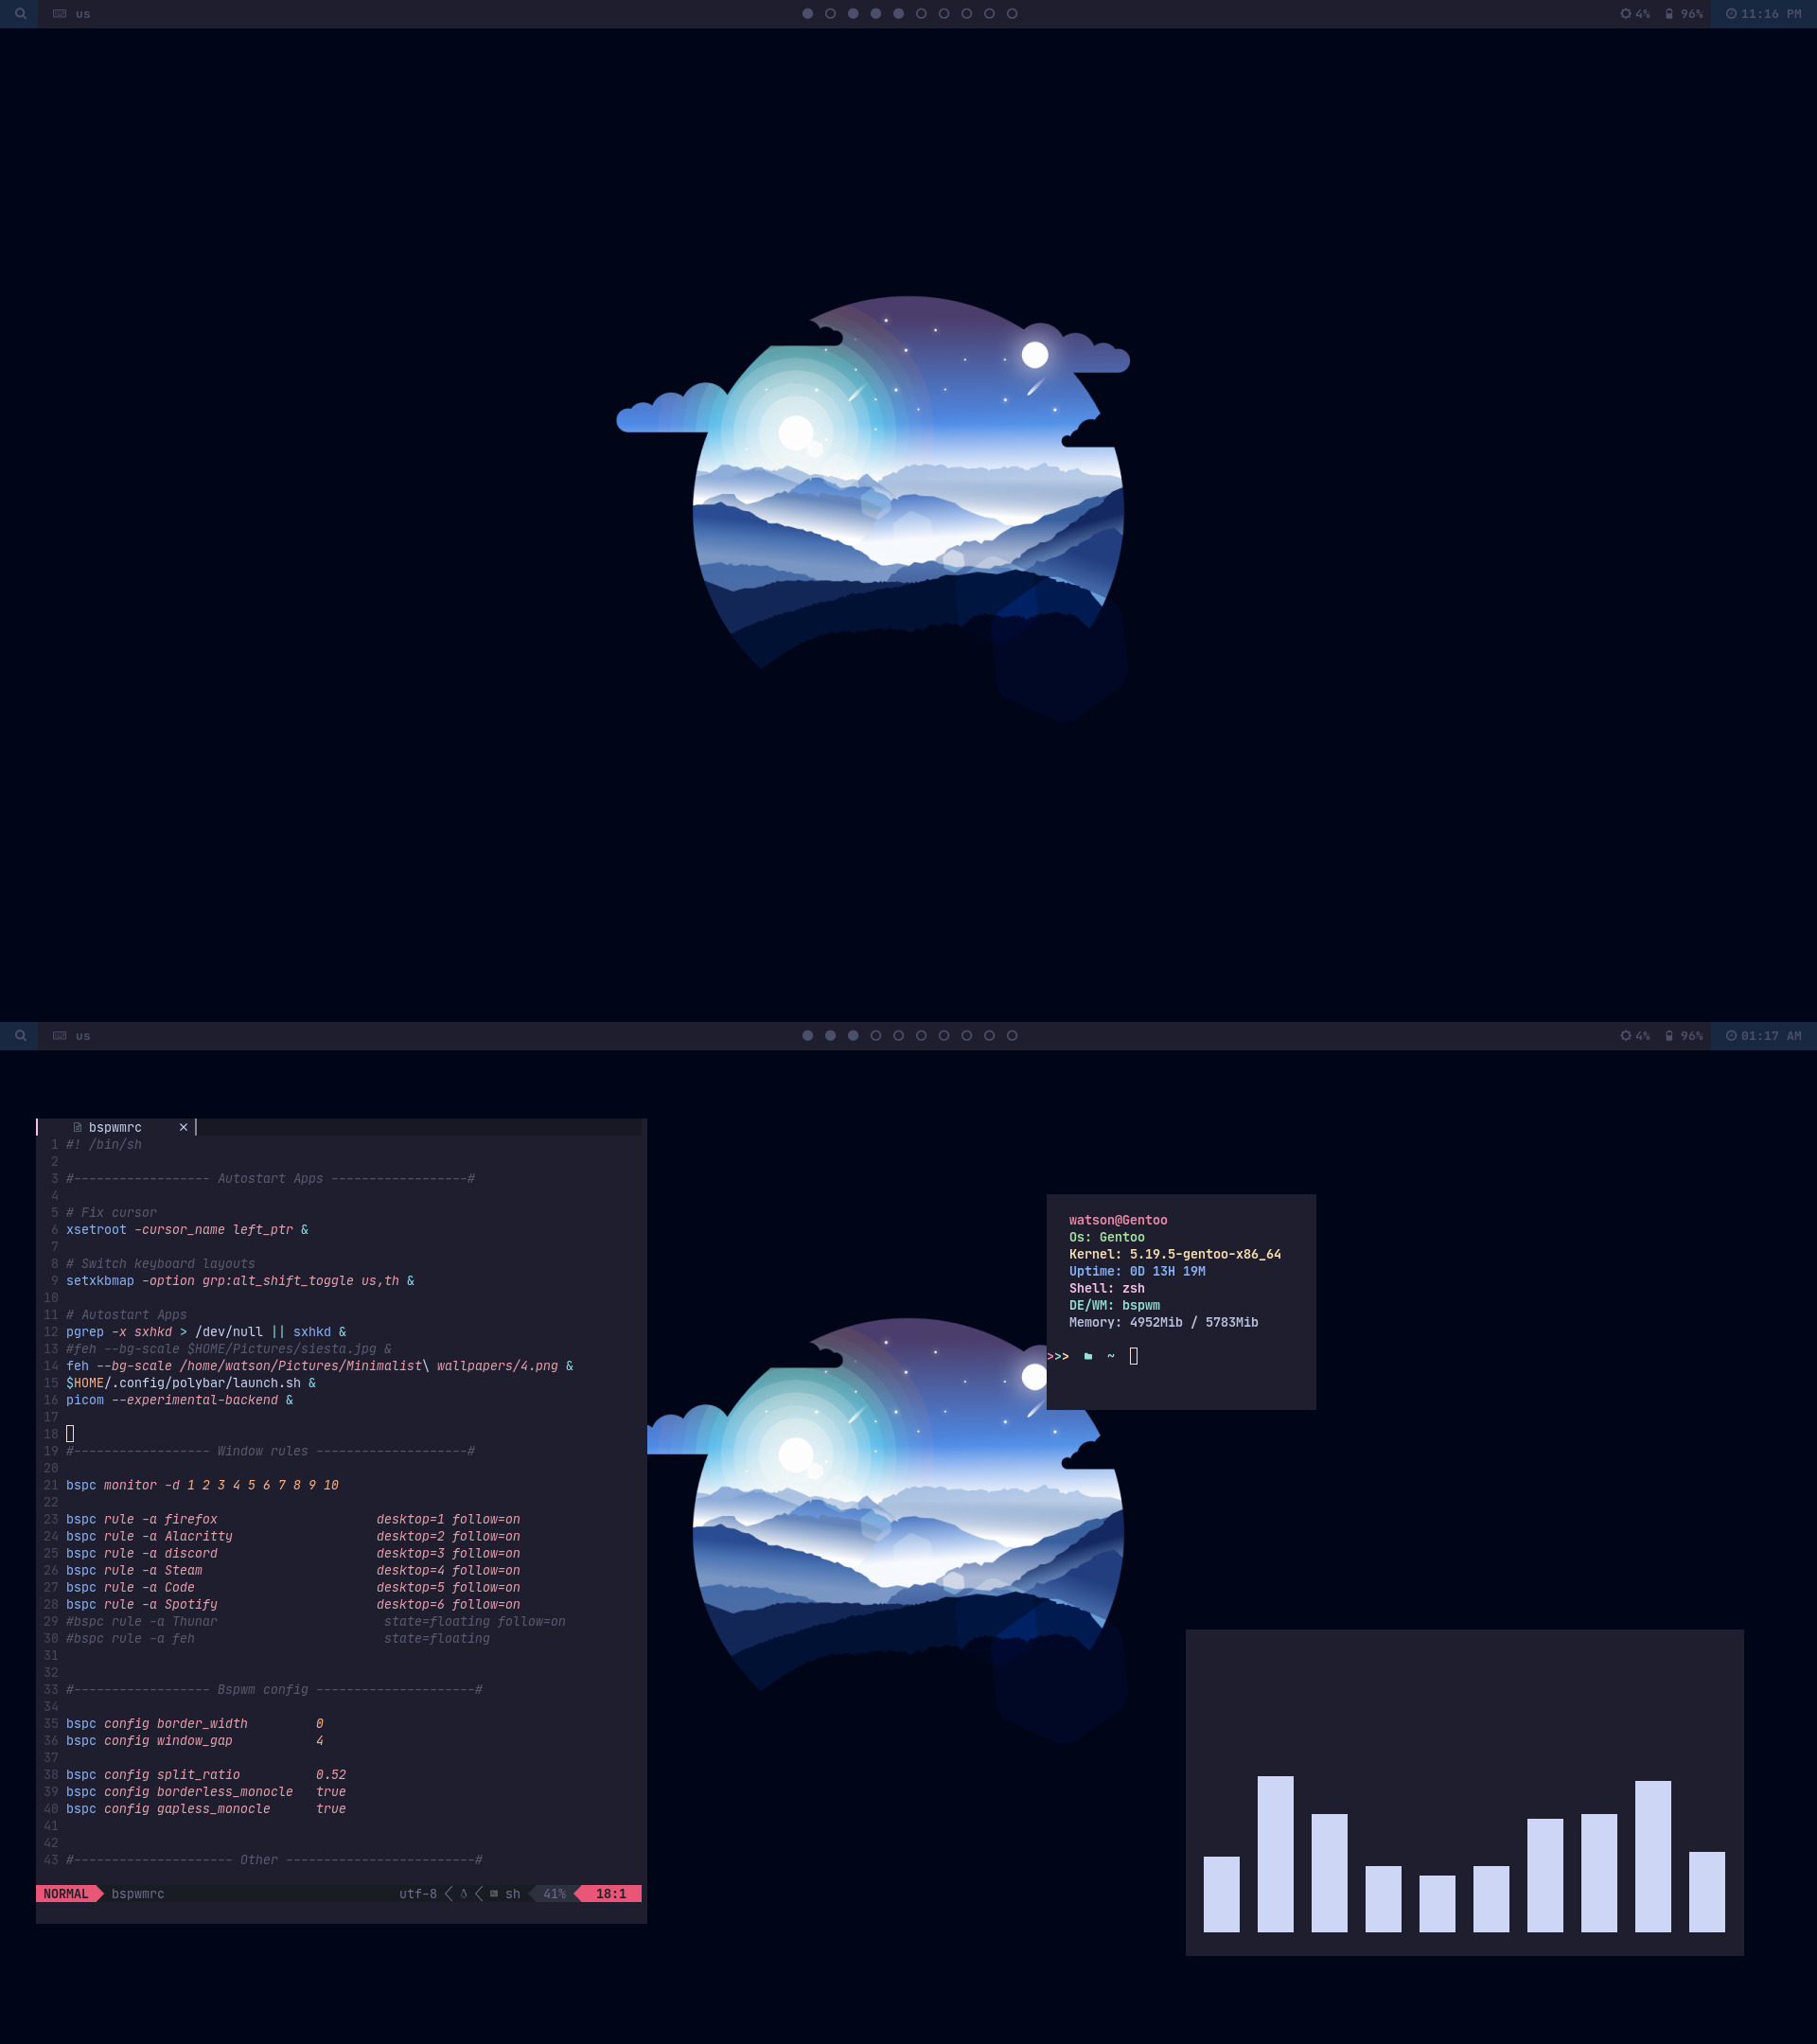 us 4% 96% 11:16 PM
us 4% 96% 01:17 AM
bspwmrc ×
1 #! /bin/sh
2
3 #------------------ Autostart Apps ------------------#
4
5 # Fix cursor
6 xsetroot -cursor_name left_ptr &
7
8 # Switch keyboard layouts
9 setxkbmap -option grp:alt_shift_toggle us,th &
10
11 # Autostart Apps
12 pgrep -x sxhkd > /dev/null || sxhkd &
13 #feh --bg-scale $HOME/Pictures/siesta.jpg &
14 feh --bg-scale /home/watson/Pictures/Minimalist\ wallpapers/4.png &
15 $HOME/.config/polybar/launch.sh &
16 picom --experimental-backend &
17
18
19 #----------------- Window rules --------------------#
20
21 bspc monitor -d 1 2 3 4 5 6 7 8 9 10
22
23 bspc rule -a firefox                     desktop=1 follow=on
24 bspc rule -a Alacritty                   desktop=2 follow=on
25 bspc rule -a discord                     desktop=3 follow=on
26 bspc rule -a Steam                       desktop=4 follow=on
27 bspc rule -a Code                        desktop=5 follow=on
28 bspc rule -a Spotify                     desktop=6 follow=on
29 #bspc rule -a Thunar                      state=floating follow=on
30 #bspc rule -a feh                         state=floating
31
32
33 #------------------ Bspwm config ---------------------#
34
35 bspc config border_width         0
36 bspc config window_gap           4
37
38 bspc config split_ratio          0.52
39 bspc config borderless_monocle   true
40 bspc config gapless_monocle      true
41
42
43 #--------------------- Other -------------------------#
NORMAL bspwmrc utf-8 sh 41% 18:1
watson@Gentoo
Os: Gentoo
Kernel: 5.19.5-gentoo-x86_64
Uptime: 0D 13H 19M
Shell: zsh
DE/WM: bspwm
Memory: 4952Mib / 5783Mib
>>> ~